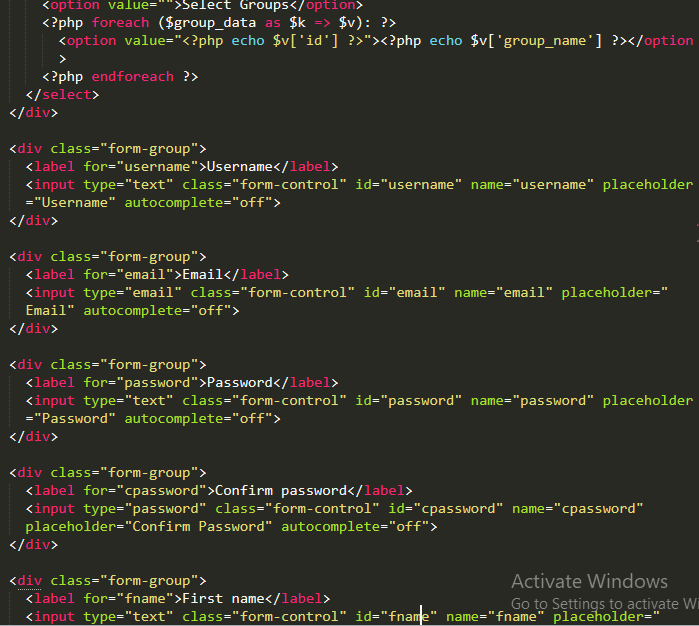 <option value="">Select Groups</option>
<?php foreach ($group_data as $k => $v): ?>
<option value="<?php echo $v['id'] ?>"><?php echo $v['group_name'] ?></option
>
<?php endforeach ?>
</select>
</div>
<div class="form-group">
<label for="username">Username</label>
<input type="text" class="form-control" id="username" name="username" placeholder
="Username" autocomplete="off">
</div>
<div class="form-group">
<label for="email">Email</label>
<input type="email" class="form-control" id="email" name="email" placeholder="
Email" autocomplete="off">
</div>
<div class="form-group">
<label for="password">Password</label>
<input type="text" class="form-control" id="password" name="password" placeholder
="Password" autocomplete="off">
</div>
<div class="form-group">
<label for="cpassword">Confirm password</label>
<input type="password" class="form-control" id="cpassword" name="cpassword"
placeholder="Confirm Password" autocomplete="off">
</div>
<div class="form-group">
<label for="fname">First name</label>
<input type="text" class="form-control" id="fname" name="fname" placeholder="
Activate Windows
Go to Settings to activate Wi